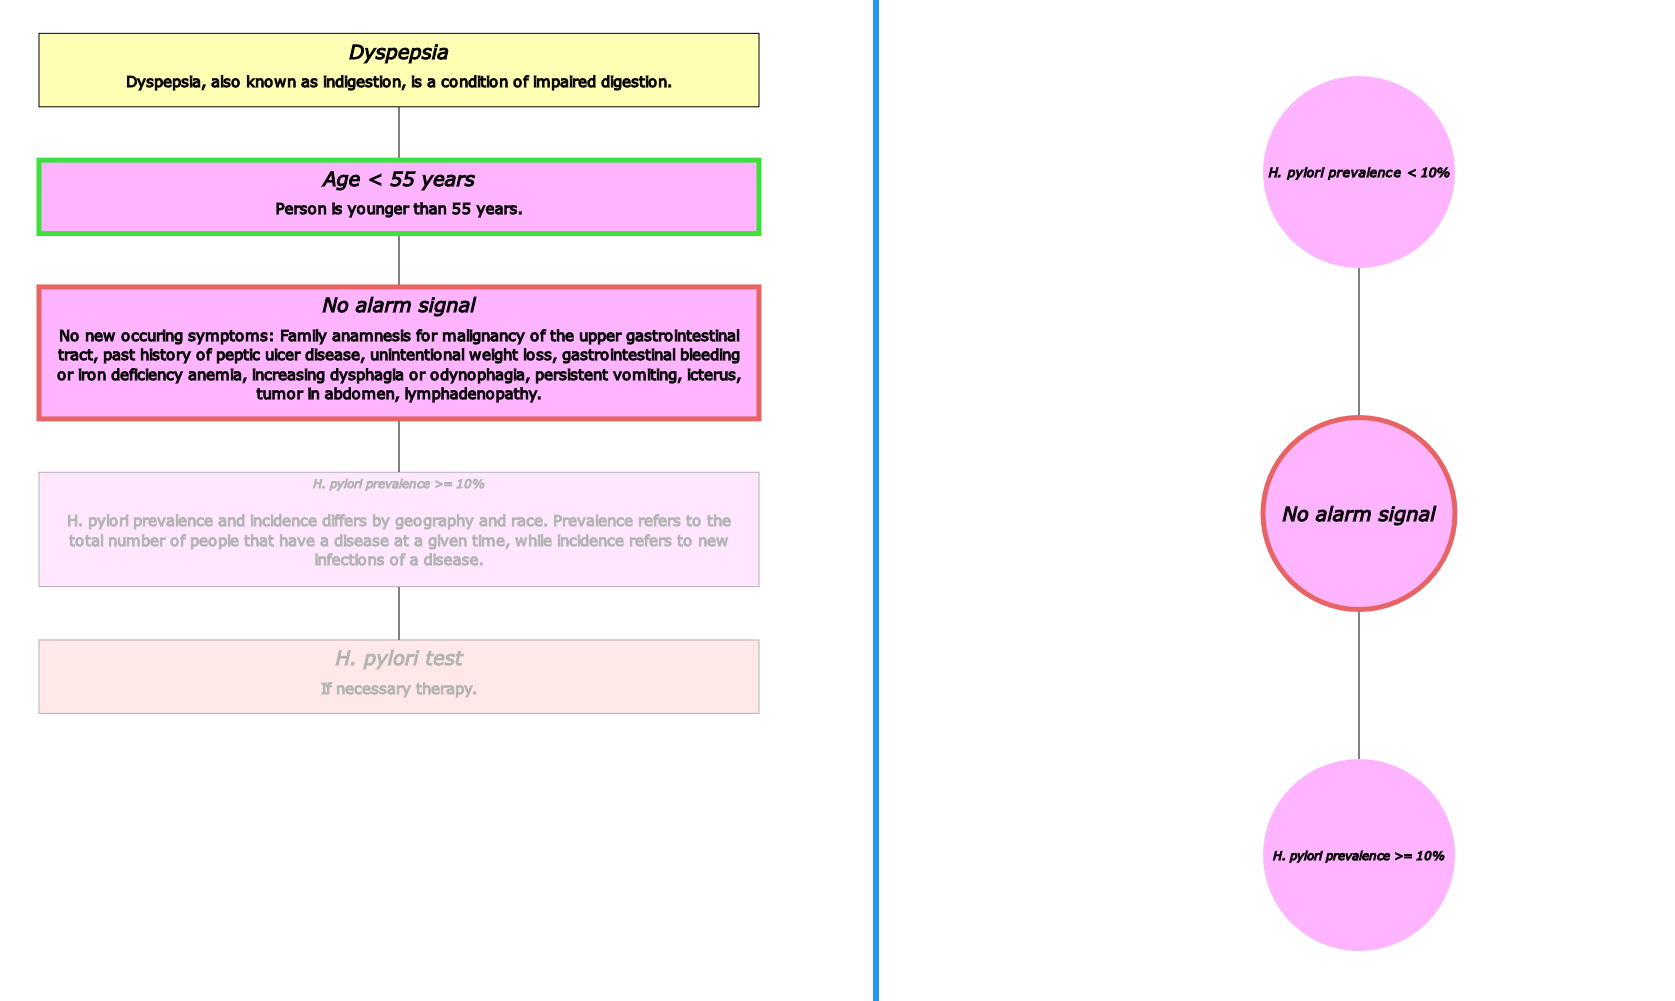 Dyspepsia
Dyspepsia, also known as indigestion, is a condition of impaired digestion.
Age < 55 years
Person is younger than 55 years.
No alarm signal
No new occuring symptoms: Family anamnesis for malignancy of the upper gastrointestinal
tract, past history of peptic ulcer disease, unintentional weight loss, gastrointestinal bleeding
or iron deficiency anemia, increasing dysphagia or odynophagia, persistent vomiting, icterus,
tumor in abdomen, lymphadenopathy.
H. pylori prevalence >= 10%
H. pylori prevalence and incidence differs by geography and race. Prevalence refers to the
total number of people that have a disease at a given time, while incidence refers to new
infections of a disease.
H. pylori test
If necessary therapy.
H. pylori prevalence < 10%
No alarm signal
H. pylori prevalence >= 10%